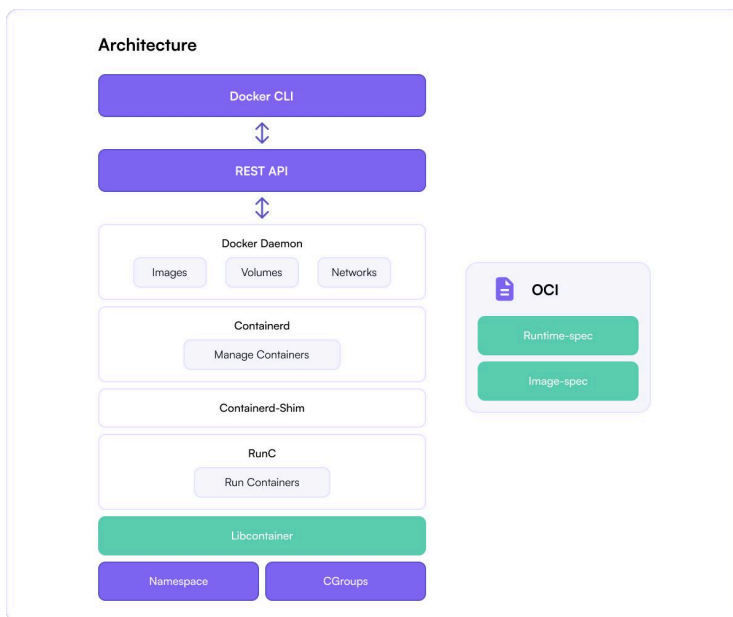 Architecture
Docker CLI
REST API
Docker Daemon
Images Volumes Networks
Containerd
Manage Containers
Containerd-Shim
RunC
Run Containers
Libcontainer
Namespace CGroups
OCI
Runtime-spec
Image-spec